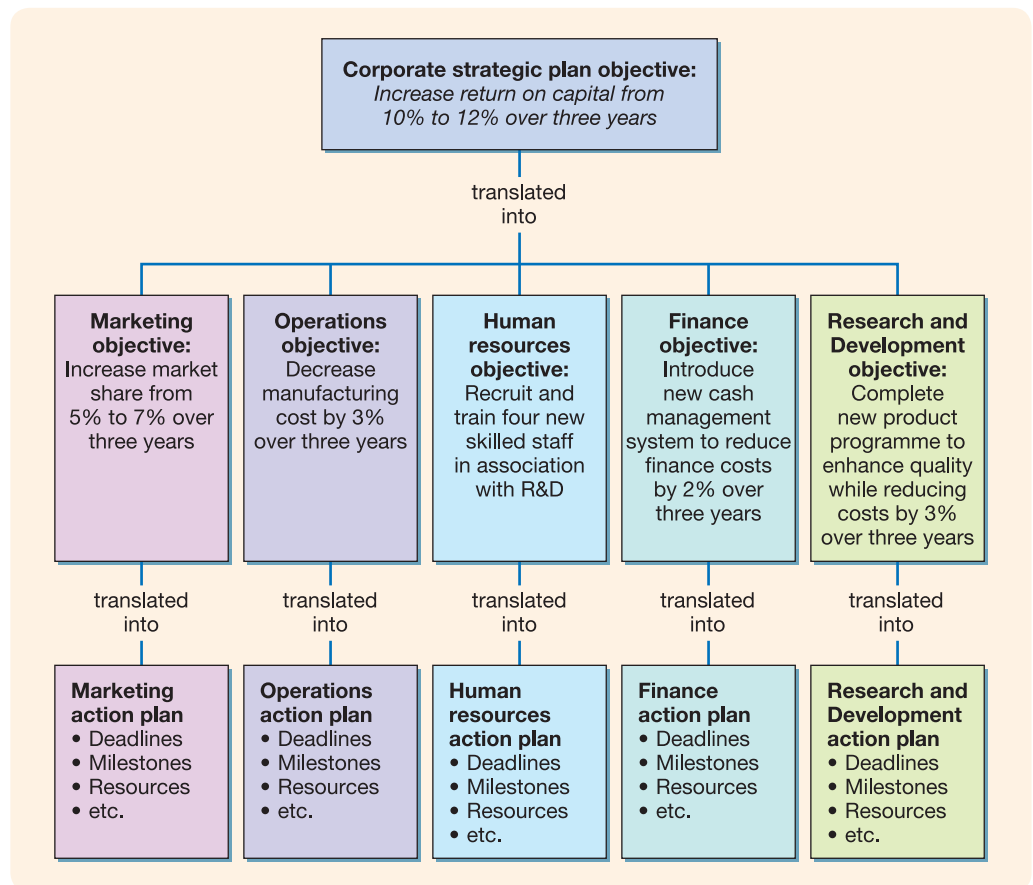 Corporate strategic plan objective:
Increase return on capital from
10% to 12% over three years
translated
into
Marketing
objective:
Increase market
share from
5% to 7% over
three years
Operations
objective:
Decrease
manufacturing
cost by 3%
over three years
Human
resources
objective:
Recruit and
train four new
skilled staff
in association
with R&D
Finance
objective:
Introduce
new cash
management
system to reduce
finance costs
by 2% over
three years
Research and
Development
objective:
Complete
new product
programme to
enhance quality
while reducing
costs by 3%
over three years
translated
into
translated
into
translated
into
translated
into
translated
into
Marketing
action plan
• Deadlines
• Milestones
• Resources
• etc.
Operations
action plan
• Deadlines
• Milestones
• Resources
• etc.
Human
resources
action plan
• Deadlines
• Milestones
• Resources
• etc.
Finance
action plan
• Deadlines
• Milestones
• Resources
• etc.
Research and
Development
action plan
• Deadlines
• Milestones
• Resources
• etc.